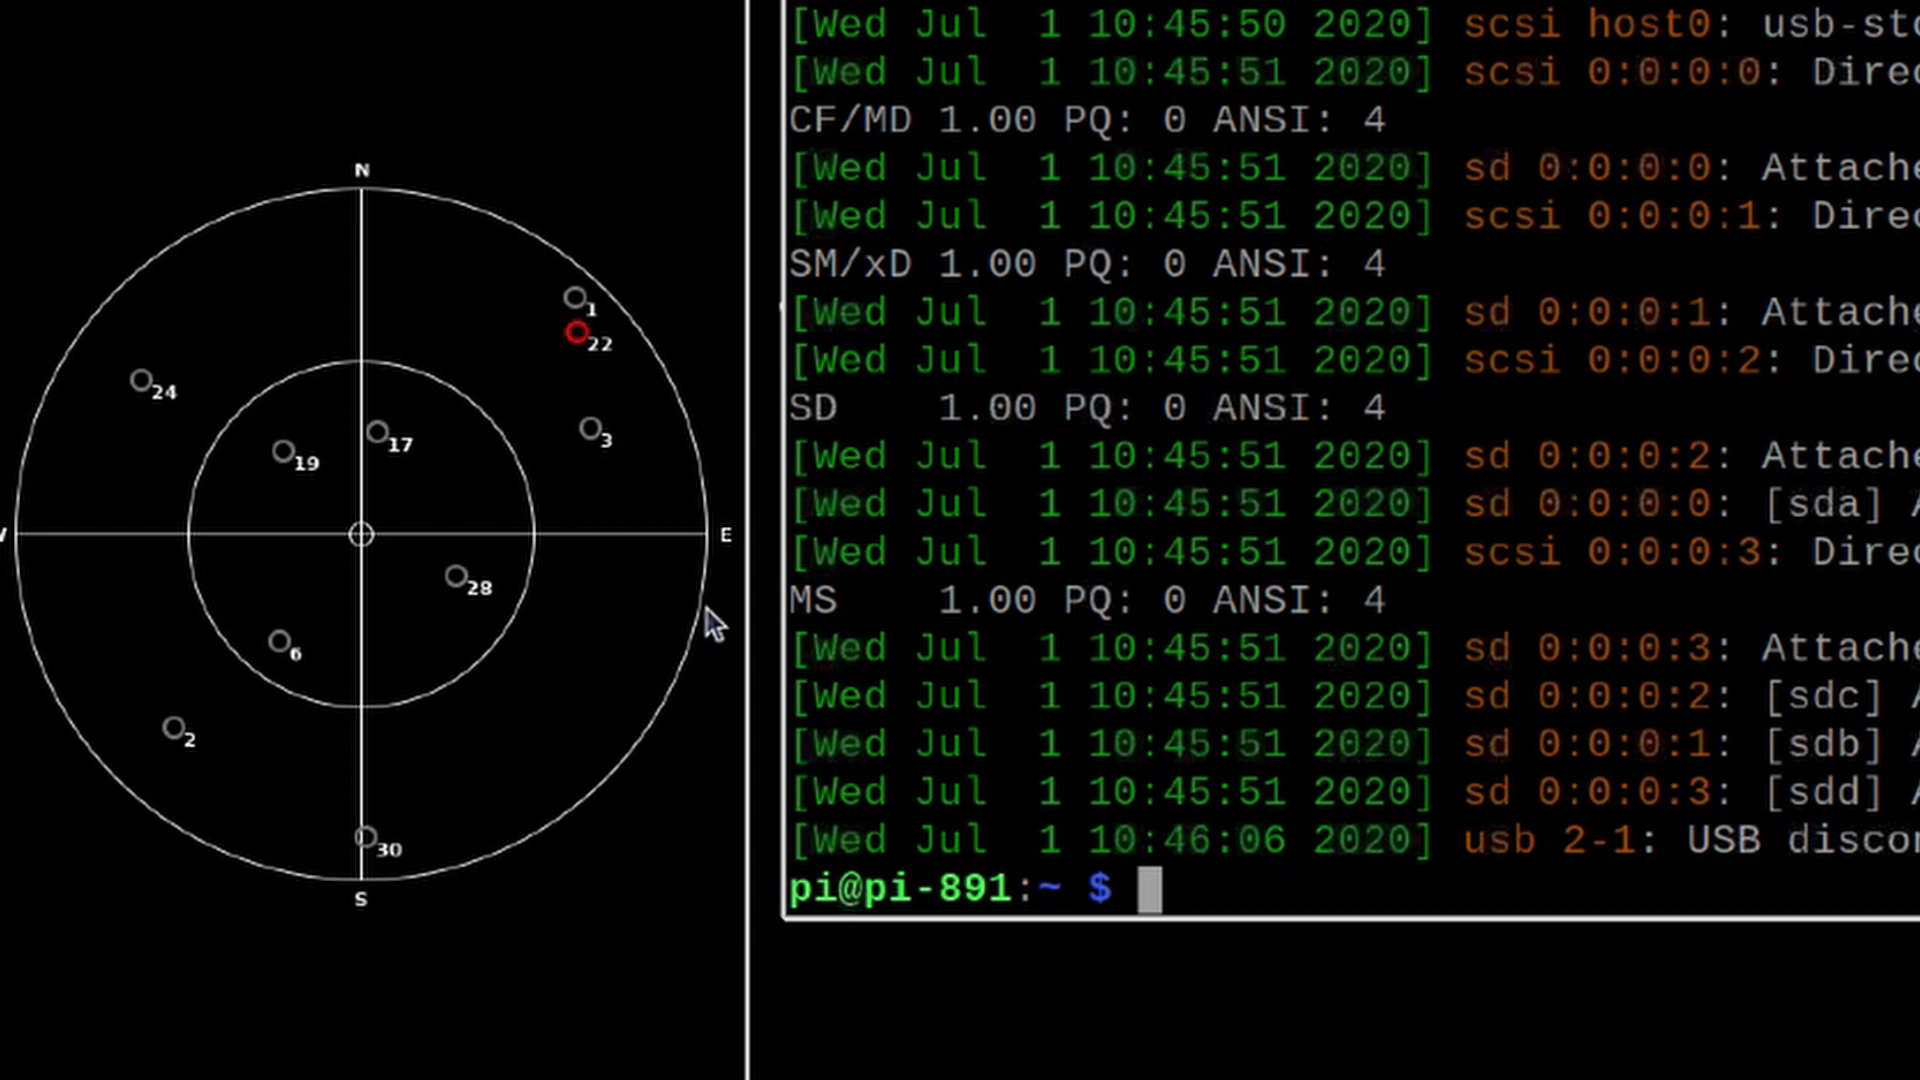 N
1
22
24
3
17
19
W E
28
6
2
30
S
[Wed Jul  1 10:45:50 2020] scsi host0: usb-sto
[Wed Jul  1 10:45:51 2020] scsi 0:0:0:0: Direc
CF/MD 1.00 PQ: 0 ANSI: 4
[Wed Jul  1 10:45:51 2020] sd 0:0:0:0: Attache
[Wed Jul  1 10:45:51 2020] scsi 0:0:0:1: Direc
SM/xD 1.00 PQ: 0 ANSI: 4
[Wed Jul  1 10:45:51 2020] sd 0:0:0:1: Attache
[Wed Jul  1 10:45:51 2020] scsi 0:0:0:2: Direc
SD    1.00 PQ: 0 ANSI: 4
[Wed Jul  1 10:45:51 2020] sd 0:0:0:2: Attache
[Wed Jul  1 10:45:51 2020] sd 0:0:0:0: [sda] A
[Wed Jul  1 10:45:51 2020] scsi 0:0:0:3: Direc
MS    1.00 PQ: 0 ANSI: 4
[Wed Jul  1 10:45:51 2020] sd 0:0:0:3: Attache
[Wed Jul  1 10:45:51 2020] sd 0:0:0:2: [sdc] A
[Wed Jul  1 10:45:51 2020] sd 0:0:0:1: [sdb] A
[Wed Jul  1 10:45:51 2020] sd 0:0:0:3: [sdd] A
[Wed Jul  1 10:46:06 2020] usb 2-1: USB discon
pi@pi-891:~ $